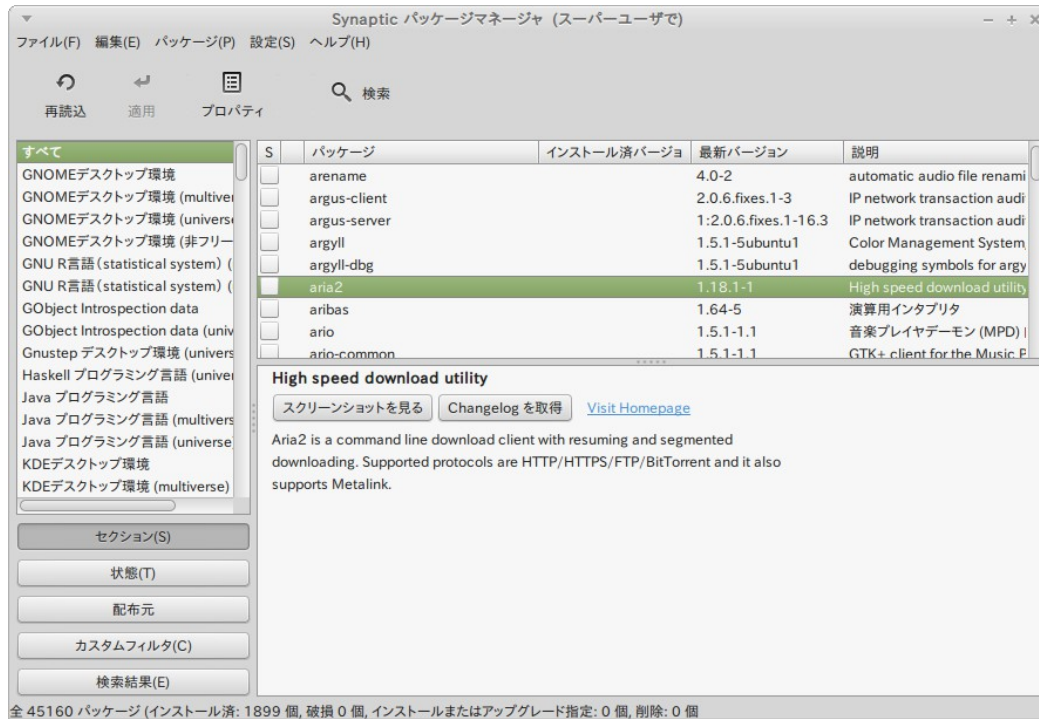 Synaptic パッケージマネージャ (スーパーユーザで)
ファイル(F) 編集(E) パッケージ(P) 設定(S) ヘルプ(H)
再読込 適用 プロパティ 検索
すべて
GNOMEデスクトップ環境
GNOMEデスクトップ環境 (multiver
GNOMEデスクトップ環境 (universe
GNOMEデスクトップ環境 (非フリー
GNU R言語(statistical system) (
GNU R言語(statistical system) (
GObject Introspection data
GObject Introspection data (univ
Gnustep デスクトップ環境 (univers
Haskell プログラミング言語 (univer
Java プログラミング言語
Java プログラミング言語 (multivers
Java プログラミング言語 (universe)
KDEデスクトップ環境
KDEデスクトップ環境 (multiverse)
セクション(S)
状態(T)
配布元
カスタムフィルタ(C)
検索結果(E)
S パッケージ インストール済バージョ 最新バージョン 説明
arename 4.0-2 automatic audio file renami
argus-client 2.0.6.fixes.1-3 IP network transaction audi
argus-server 1:2.0.6.fixes.1-16.3 IP network transaction audi
argyll 1.5.1-5ubuntu1 Color Management System,
argyll-dbg 1.5.1-5ubuntu1 debugging symbols for argy
aria2 1.18.1-1 High speed download utility
aribas 1.64-5 演算用インタプリタ
ario 1.5.1-1.1 音楽プレイヤデーモン (MPD)
ario-common 1.5.1-1.1 GTK+ client for the Music P
High speed download utility
スクリーンショットを見る Changelog を取得 Visit Homepage
Aria2 is a command line download client with resuming and segmented
downloading. Supported protocols are HTTP/HTTPS/FTP/BitTorrent and it also
supports Metalink.
全 45160 パッケージ (インストール済: 1899 個, 破損 0 個, インストールまたはアップグレード指定: 0 個, 削除: 0 個